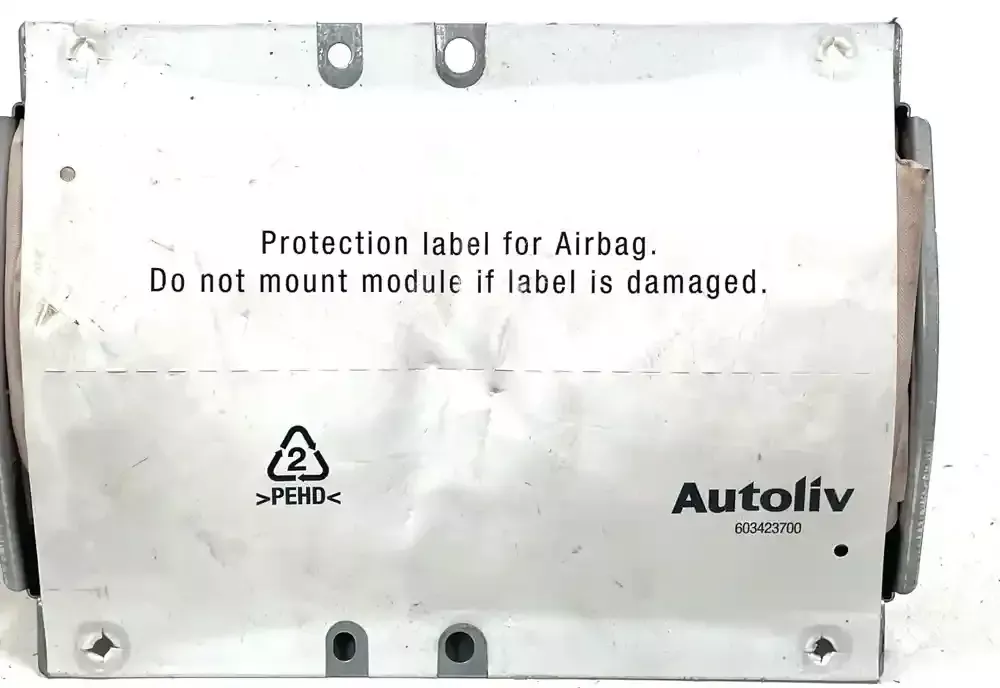 Protection label for Airbag.
Do not mount module if label is damaged.
2
>PEHD<
Autoliv
603423700